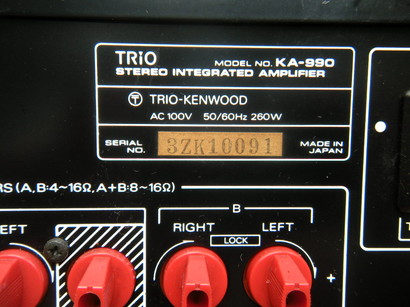 TRIO MODEL NO. KA-990
STEREO INTEGRATED AMPLIFIER
TRIO-KENWOOD
AC 100V 50/60Hz 260W
SERIAL NO. 3ZK10091 MADE IN JAPAN
RS (A,B:4~16Ω,A+B:8~16Ω)
B
LEFT RIGHT LEFT
LOCK
+